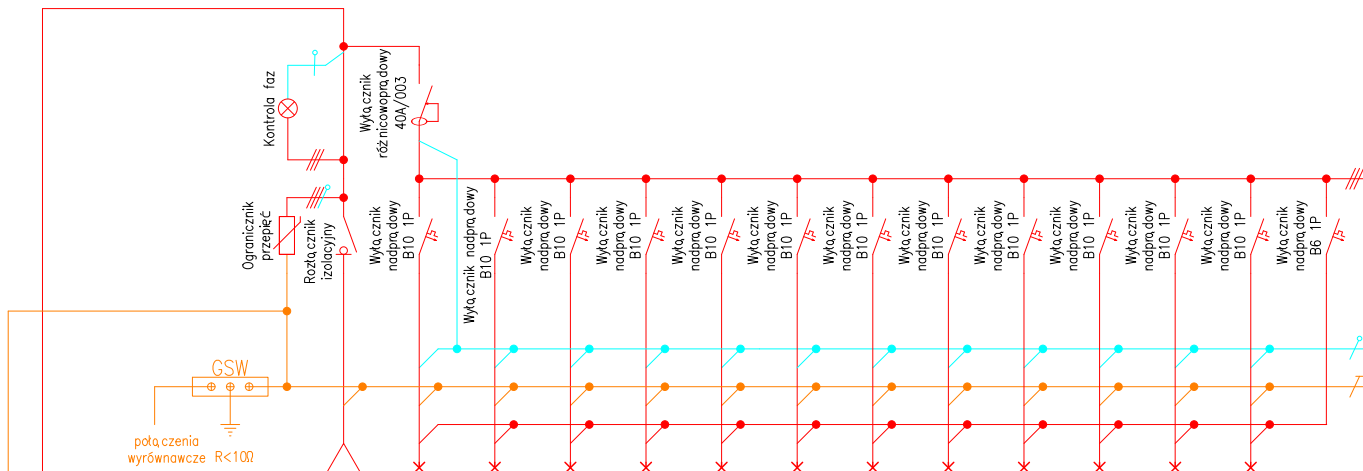 Kontrola faz
Wyłącznik
różnicowoprądowy
40A/003
Ogranicznik
przepięć
Rozłącznik
izolacyjny
Wyłącznik
nadprądowy
B10 1P
Wyłącznik nadprądowy
B10 1P
Wyłącznik
nadprądowy
B10 1P
Wyłącznik
nadprądowy
B10 1P
Wyłącznik
nadprądowy
B10 1P
Wyłącznik
nadprądowy
B10 1P
Wyłącznik
nadprądowy
B10 1P
Wyłącznik
nadprądowy
B10 1P
Wyłącznik
nadprądowy
B10 1P
Wyłącznik
nadprądowy
B10 1P
Wyłącznik
nadprądowy
B10 1P
Wyłącznik
nadprądowy
B10 1P
Wyłącznik
nadprądowy
B6 1P
GSW
połączenia
wyrównawcze R<10Ω